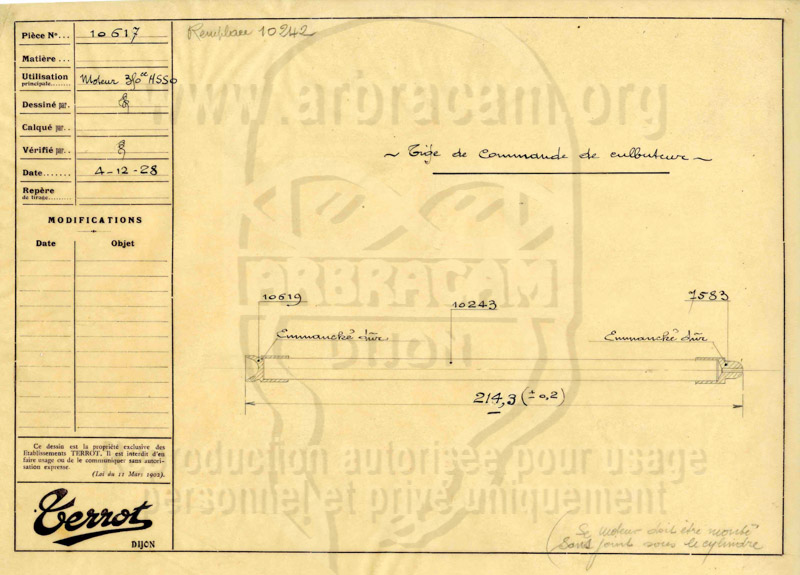 Pièce N°... 10617
Remplace 10242
Matière ...
Utilisation
principale........ Moteur 350cc HSSO
Dessiné par.
Calqué par..
Vérifié par..
Date....... 4-12-28
Repère
de tirage........
MODIFICATIONS
Date Objet
~ Tige de commande de culbuteur ~
www.arbracam.org
ARBRACAM
DIJON
10619 10243 7583
Emmanché dur Emmanché dur
214,3 (± 0,2)
Ce dessin est la propriété exclusive des
Etablissements TERROT. Il est interdit d'en
faire usage ou de le communiquer sans autori-
sation expresse.
(Loi du 11 Mars 1902).
Reproduction autorisée pour usage
personnel et privé uniquement
Terrot
DIJON
(Le moteur doit être monté
sans joint sous le cylindre